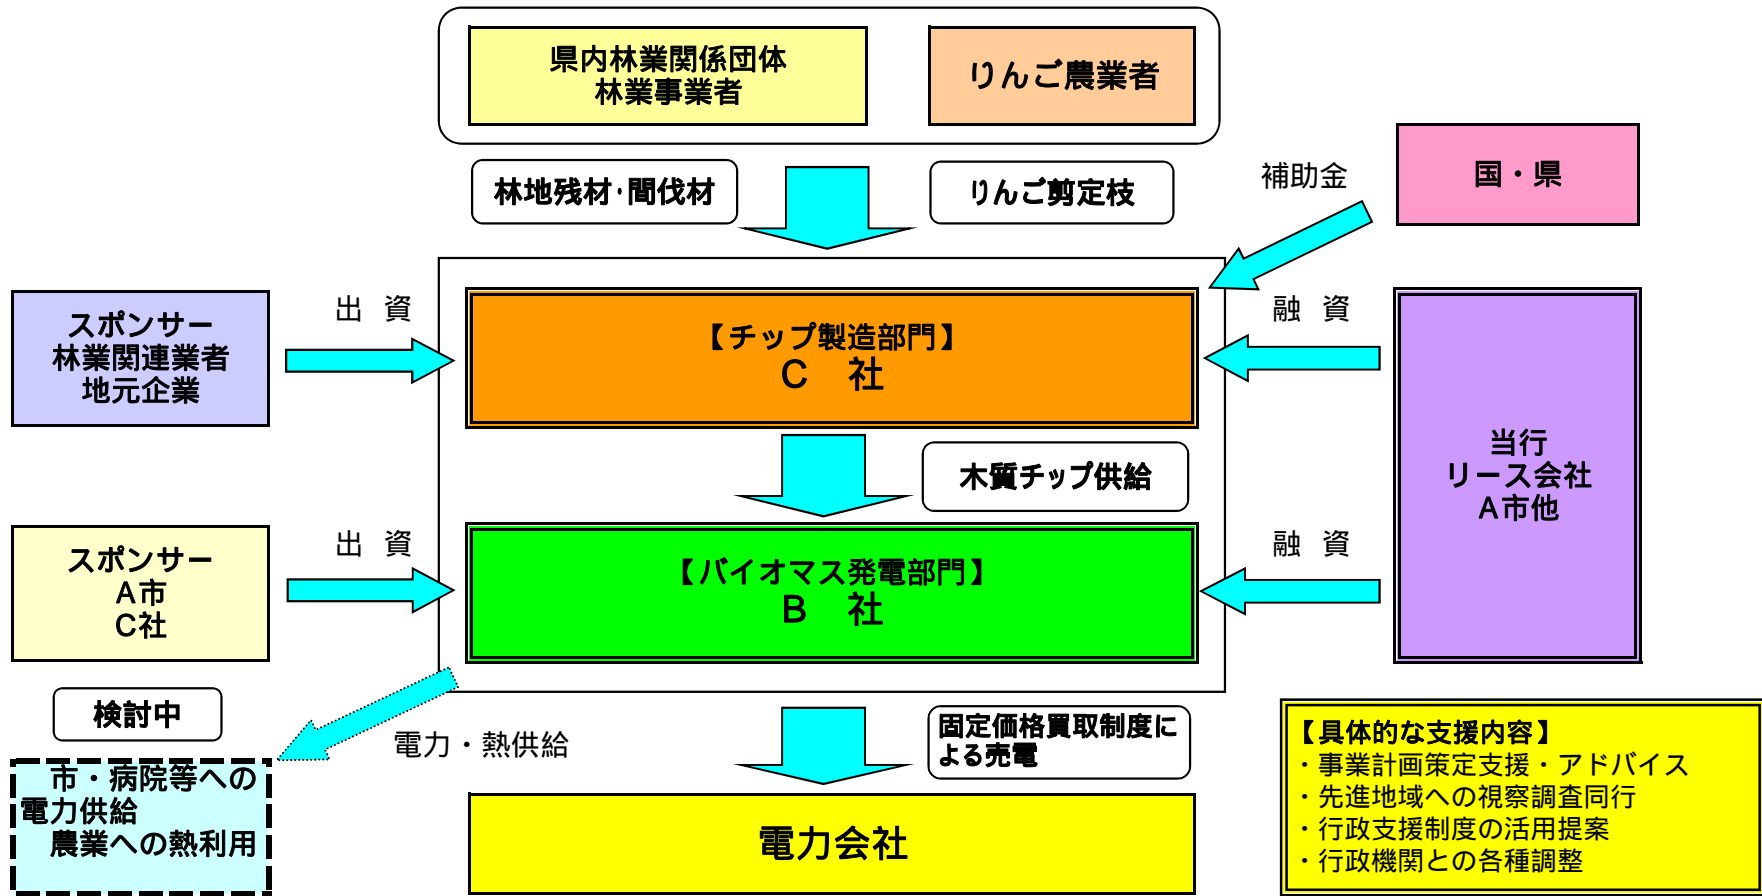 県内林業関係団体
林業事業者
りんご農業者
林地残材・間伐材
りんご剪定枝
補助金
国・県
スポンサー
林業関連業者
地元企業
出 資
【チップ製造部門】
C 社
融 資
当行
リース会社
A市他
木質チップ供給
スポンサー
A市
C社
出 資
【バイオマス発電部門】
B 社
融 資
検討中
電力・熱供給
固定価格買取制度に
よる売電
市・病院等への
電力供給
農業への熱利用
電力会社
【具体的な支援内容】
・事業計画策定支援・アドバイス
・先進地域への視察調査同行
・行政支援制度の活用提案
・行政機関との各種調整